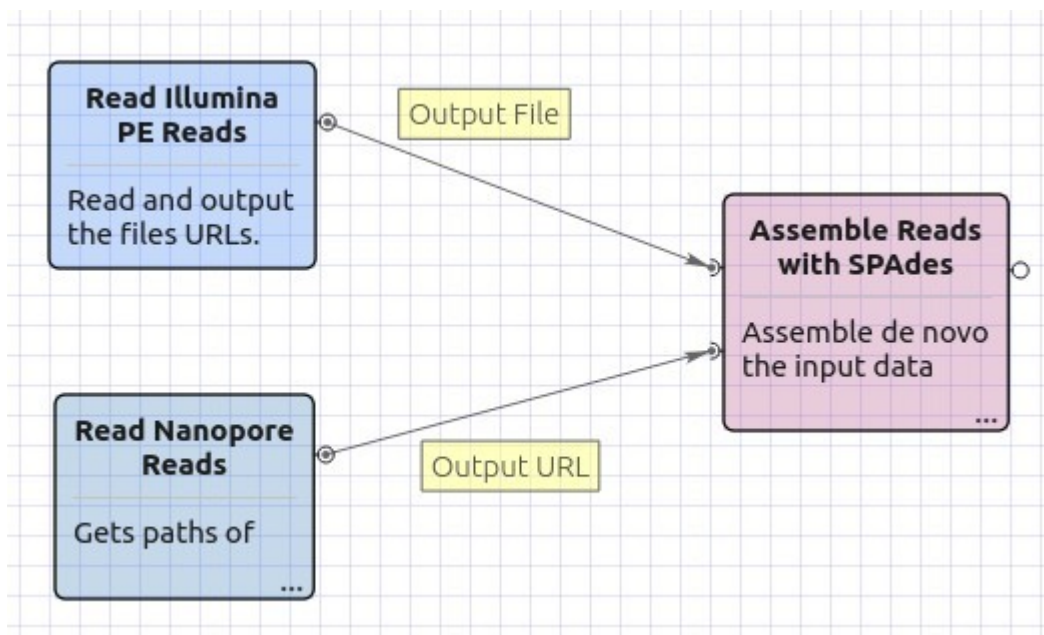 Read Illumina
PE Reads
Read and output
the files URLs.
Output File
Assemble Reads
with SPAdes
Assemble de novo
the input data
...
Read Nanopore
Reads
Gets paths of
...
Output URL